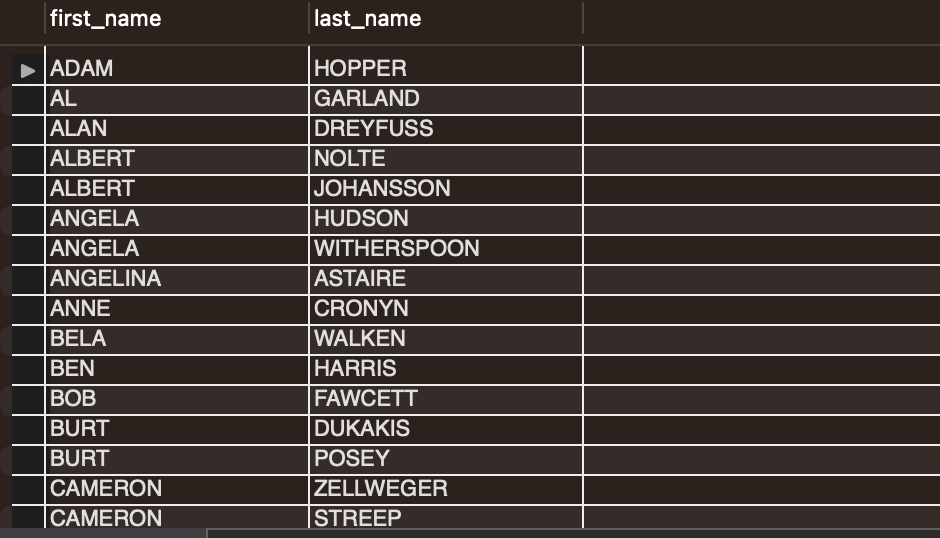 first_name last_name
ADAM HOPPER
AL GARLAND
ALAN DREYFUSS
ALBERT NOLTE
ALBERT JOHANSSON
ANGELA HUDSON
ANGELA WITHERSPOON
ANGELINA ASTAIRE
ANNE CRONYN
BELA WALKEN
BEN HARRIS
BOB FAWCETT
BURT DUKAKIS
BURT POSEY
CAMERON ZELLWEGER
CAMERON STREEP